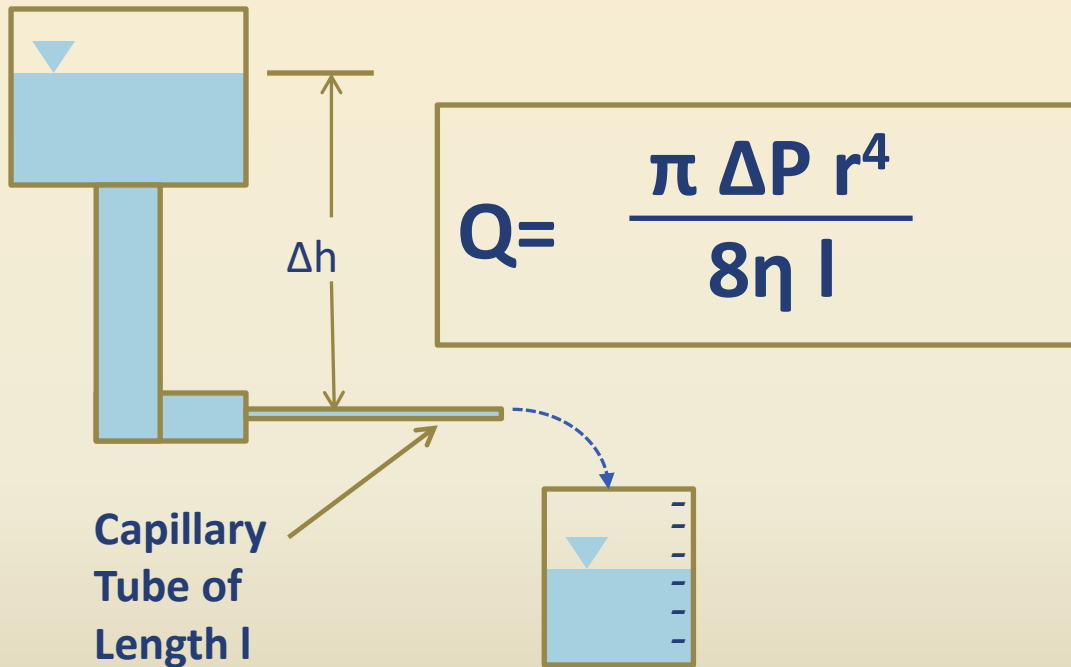 Δh
Q= π ΔP r⁴
8η l
Capillary
Tube of
Length l